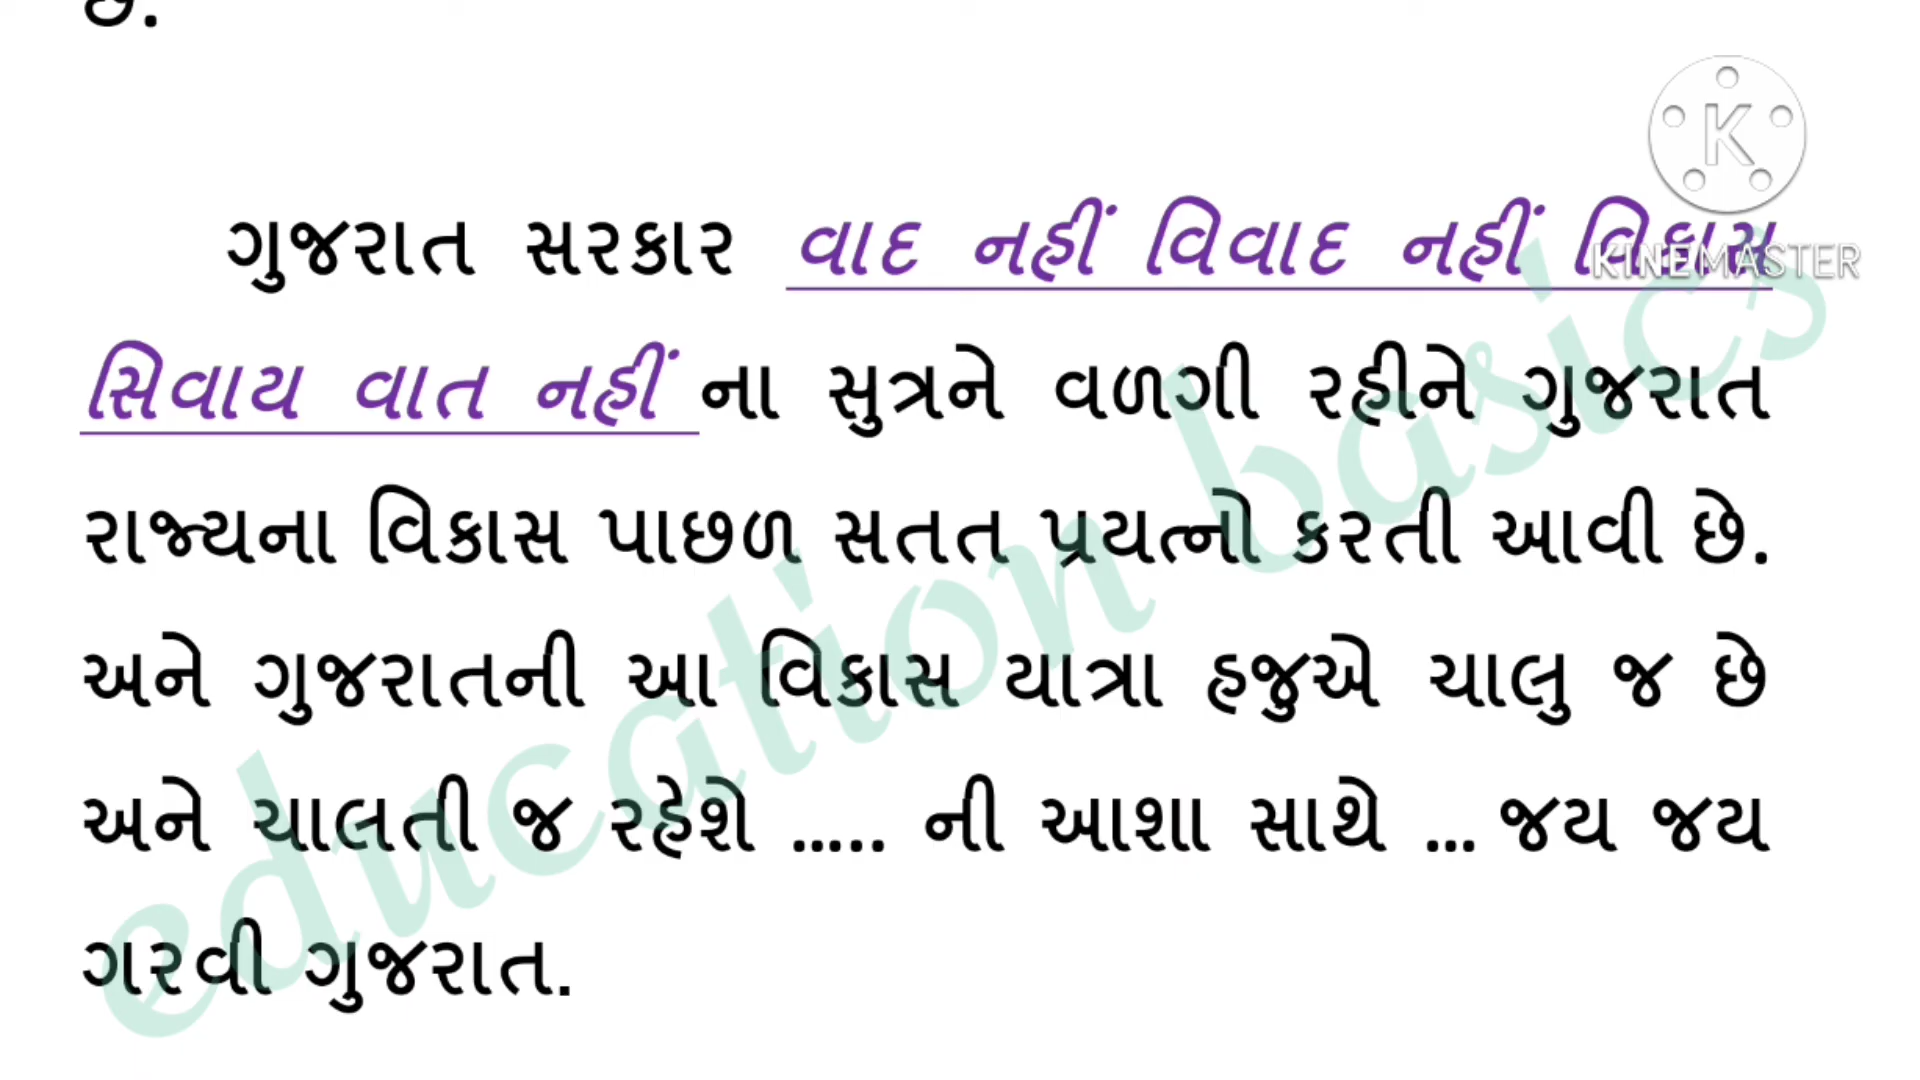 છે.
K
ગુજરાત સરકાર વાદ નહીં વિવાદ નહીં વિકાસ
KINEMASTER
સિવાય વાત નહીં ના સુત્રને વળગી રહીને ગુજરાત
રાજ્યના વિકાસ પાછળ સતત પ્રયત્નો કરતી આવી છે.
અને ગુજરાતની આ વિકાસ યાત્રા હજુએ ચાલુ જ છે
અને ચાલતી જ રહેશે ..... ની આશા સાથે ... જય જય
ગરવી ગુજરાત.
education basics